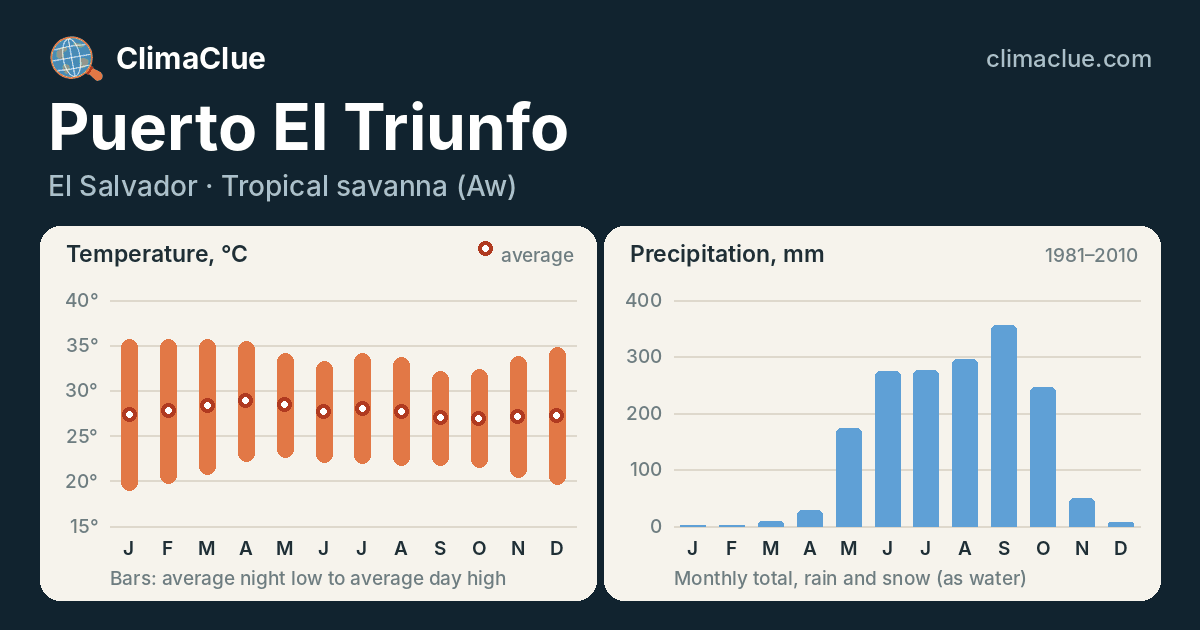 ClimaClue
climaclue.com
Puerto El Triunfo
El Salvador · Tropical savanna (Aw)
Temperature, °C
average
40°
35°
30°
25°
20°
15°
J F M A M J J A S O N D
Bars: average night low to average day high
Precipitation, mm
1981–2010
400
300
200
100
0
J F M A M J J A S O N D
Monthly total, rain and snow (as water)